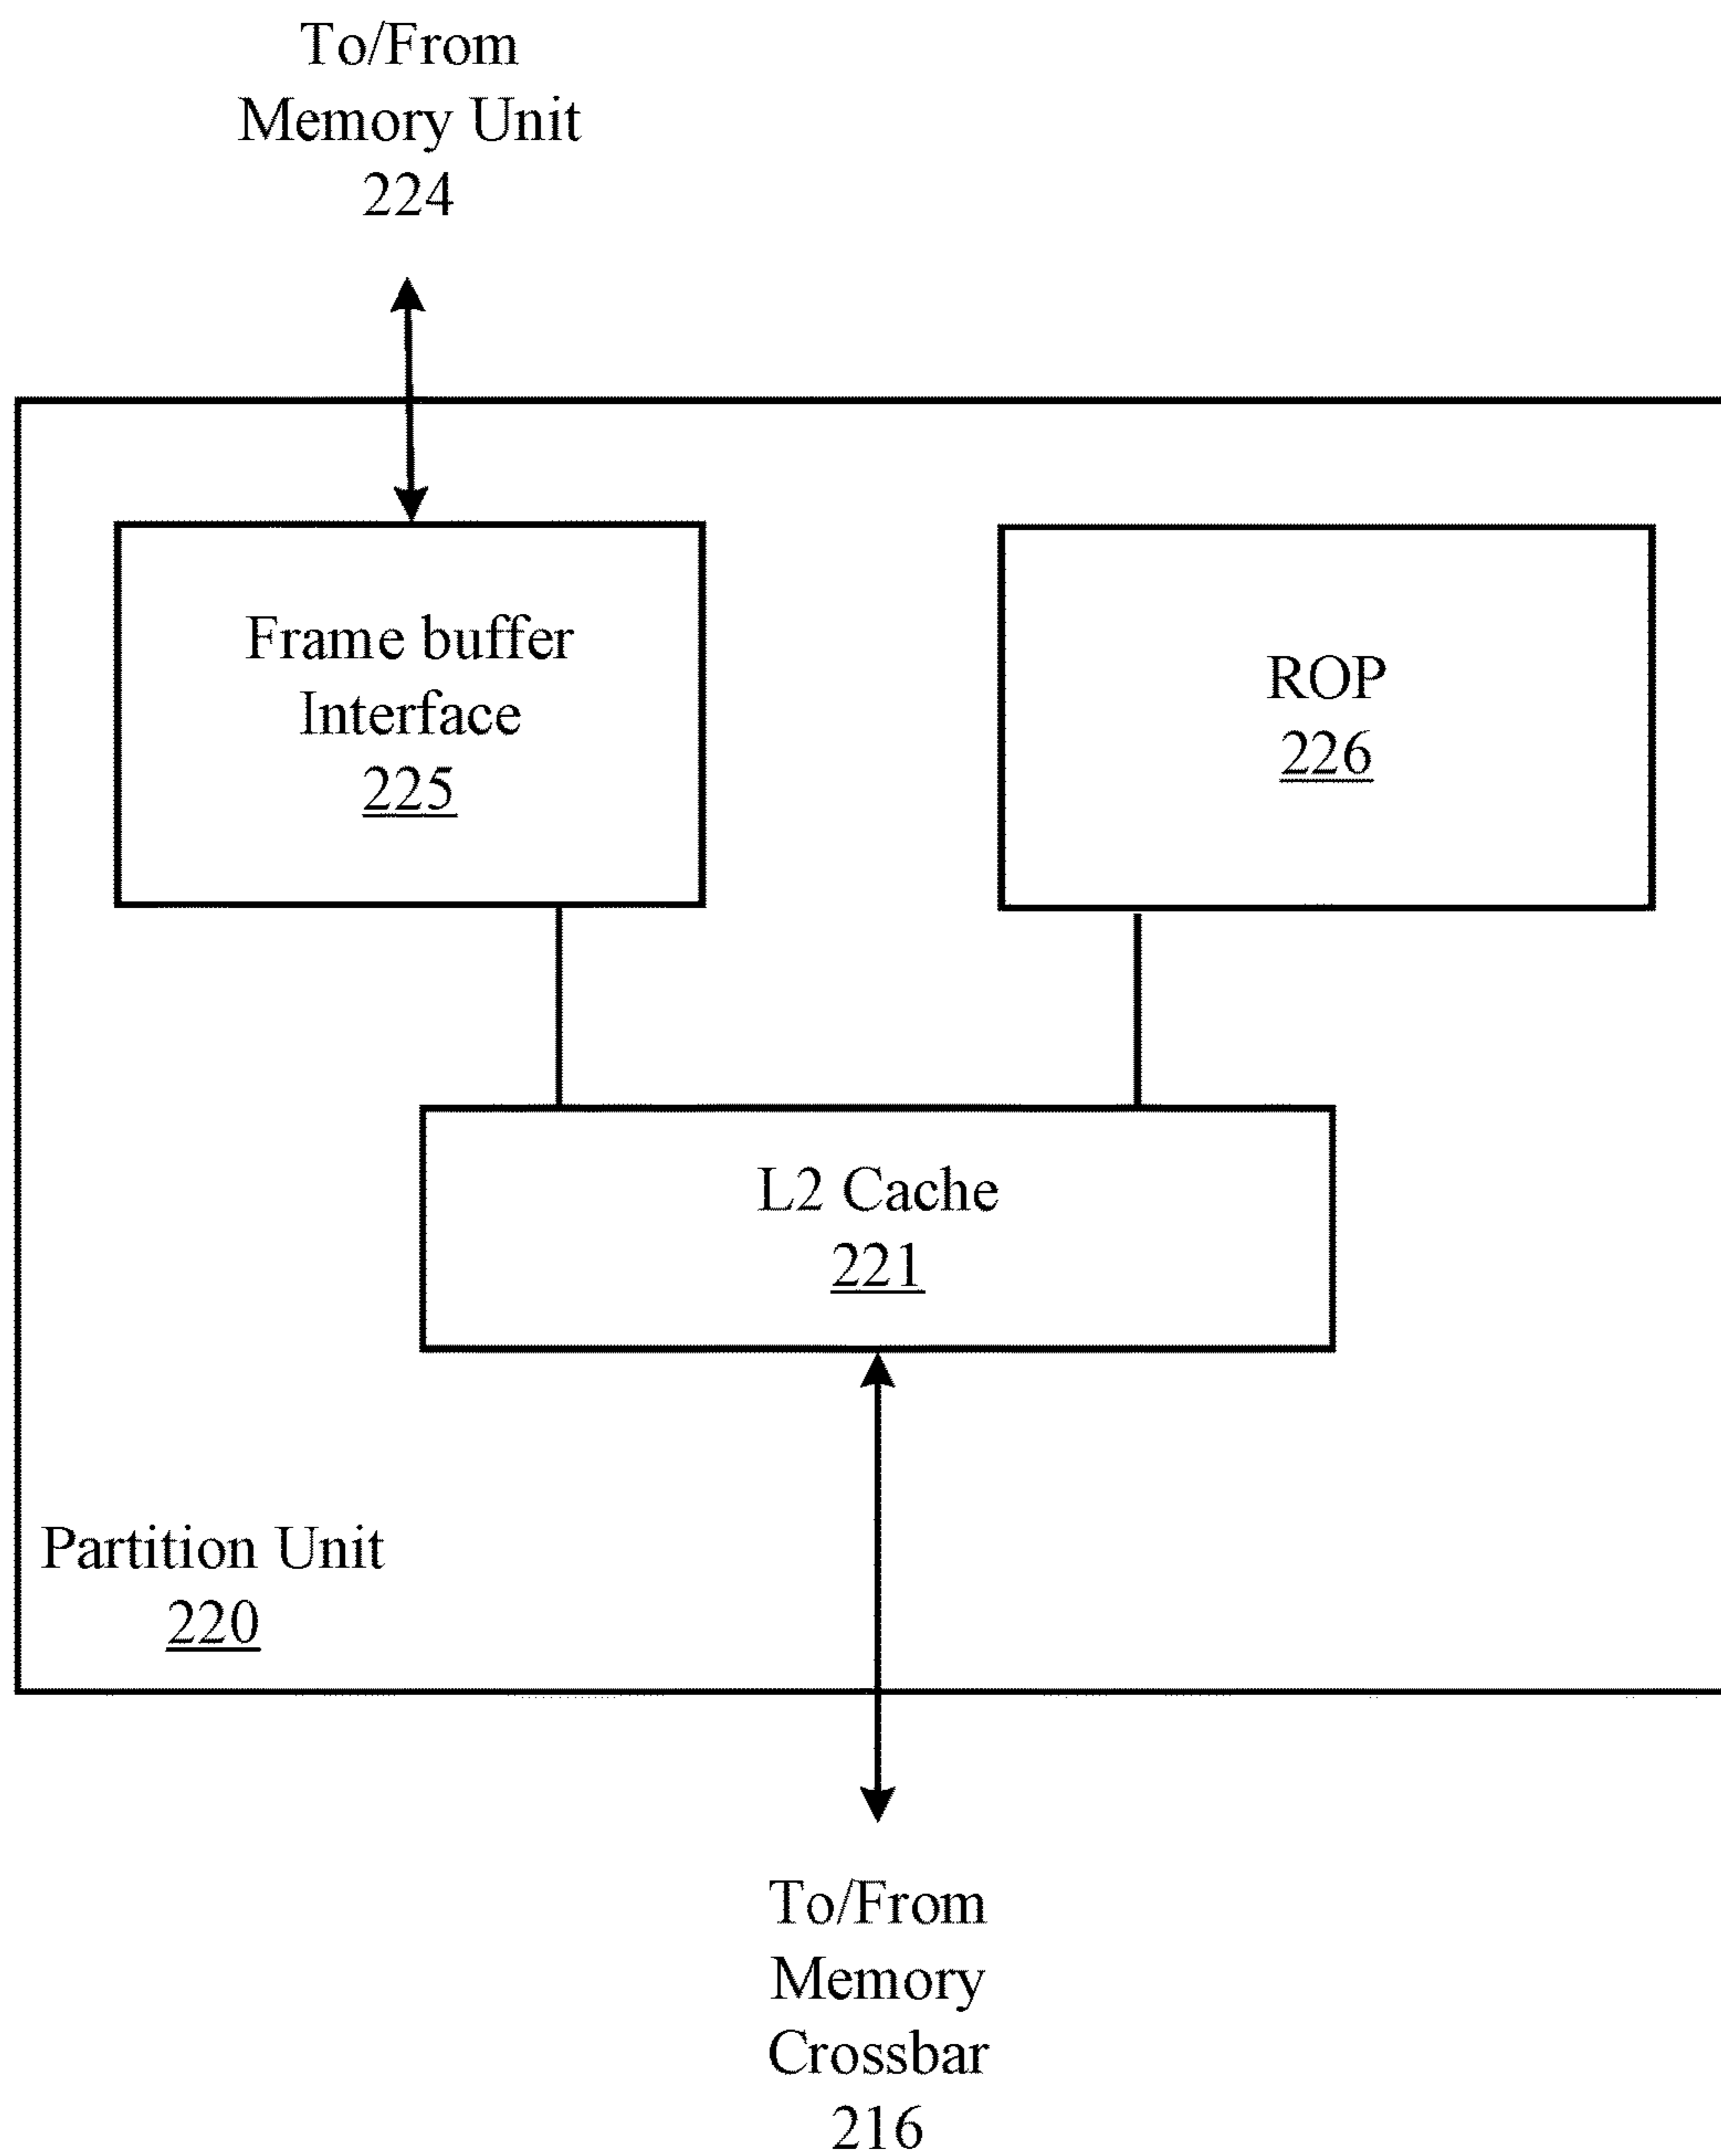 To/From
Memory Unit
224
Frame buffer
Interface
225
ROP
226
L2 Cache
221
Partition Unit
220
To/From
Memory
Crossbar
216